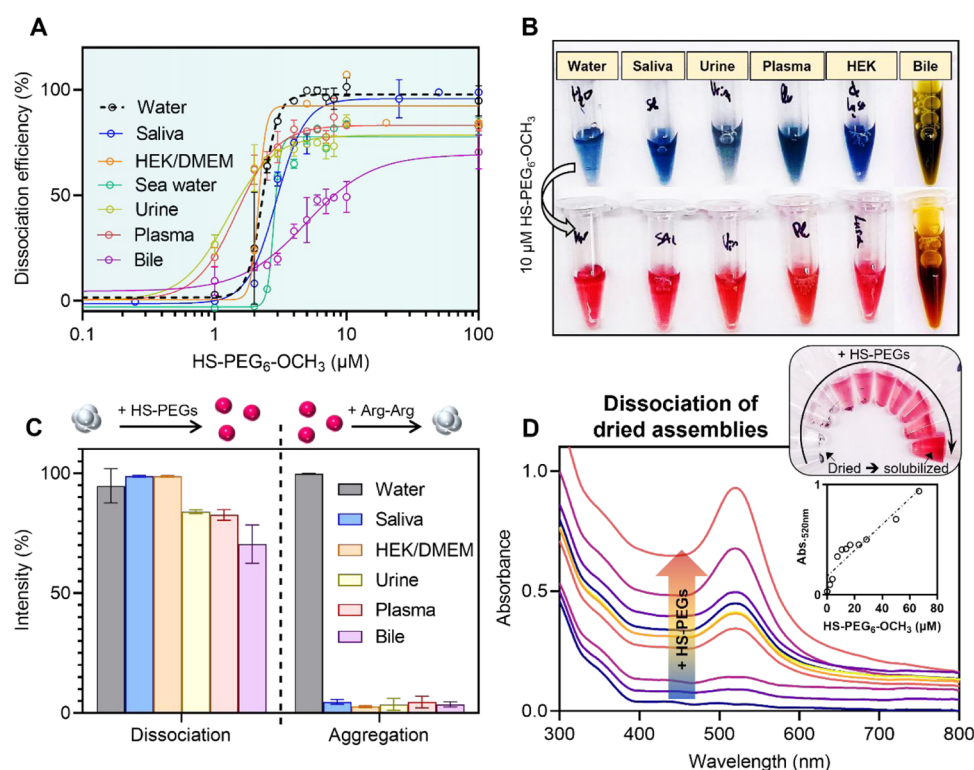 A
Dissociation efficiency (%)
100
50
0
Water
Saliva
HEK/DMEM
Sea water
Urine
Plasma
Bile
0.1
1
10
100
HS-PEG₆-OCH₃ (µM)
B
Water
Saliva
Urine
Plasma
HEK
Bile
10 µM HS-PEG₆-OCH₃
H₂O
SAL
C
+ HS-PEGs
+ Arg-Arg
Intensity (%)
100
50
0
Water
Saliva
HEK/DMEM
Urine
Plasma
Bile
Dissociation
Aggregation
D
Dissociation of
dried assemblies
+ HS-PEGs
Dried ➔ solubilized
Absorbance
1.0
0.5
0.0
+ HS-PEGs
Abs.520nm
1
0
0
20
40
60
80
HS-PEG₆-OCH₃ (µM)
300
400
500
600
700
800
Wavelength (nm)